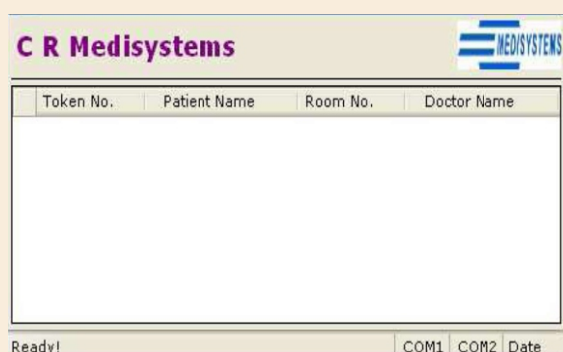 C R Medisystems
MEDISYSTEMS
Token No. Patient Name Room No. Doctor Name
Ready! COM1 COM2 Date